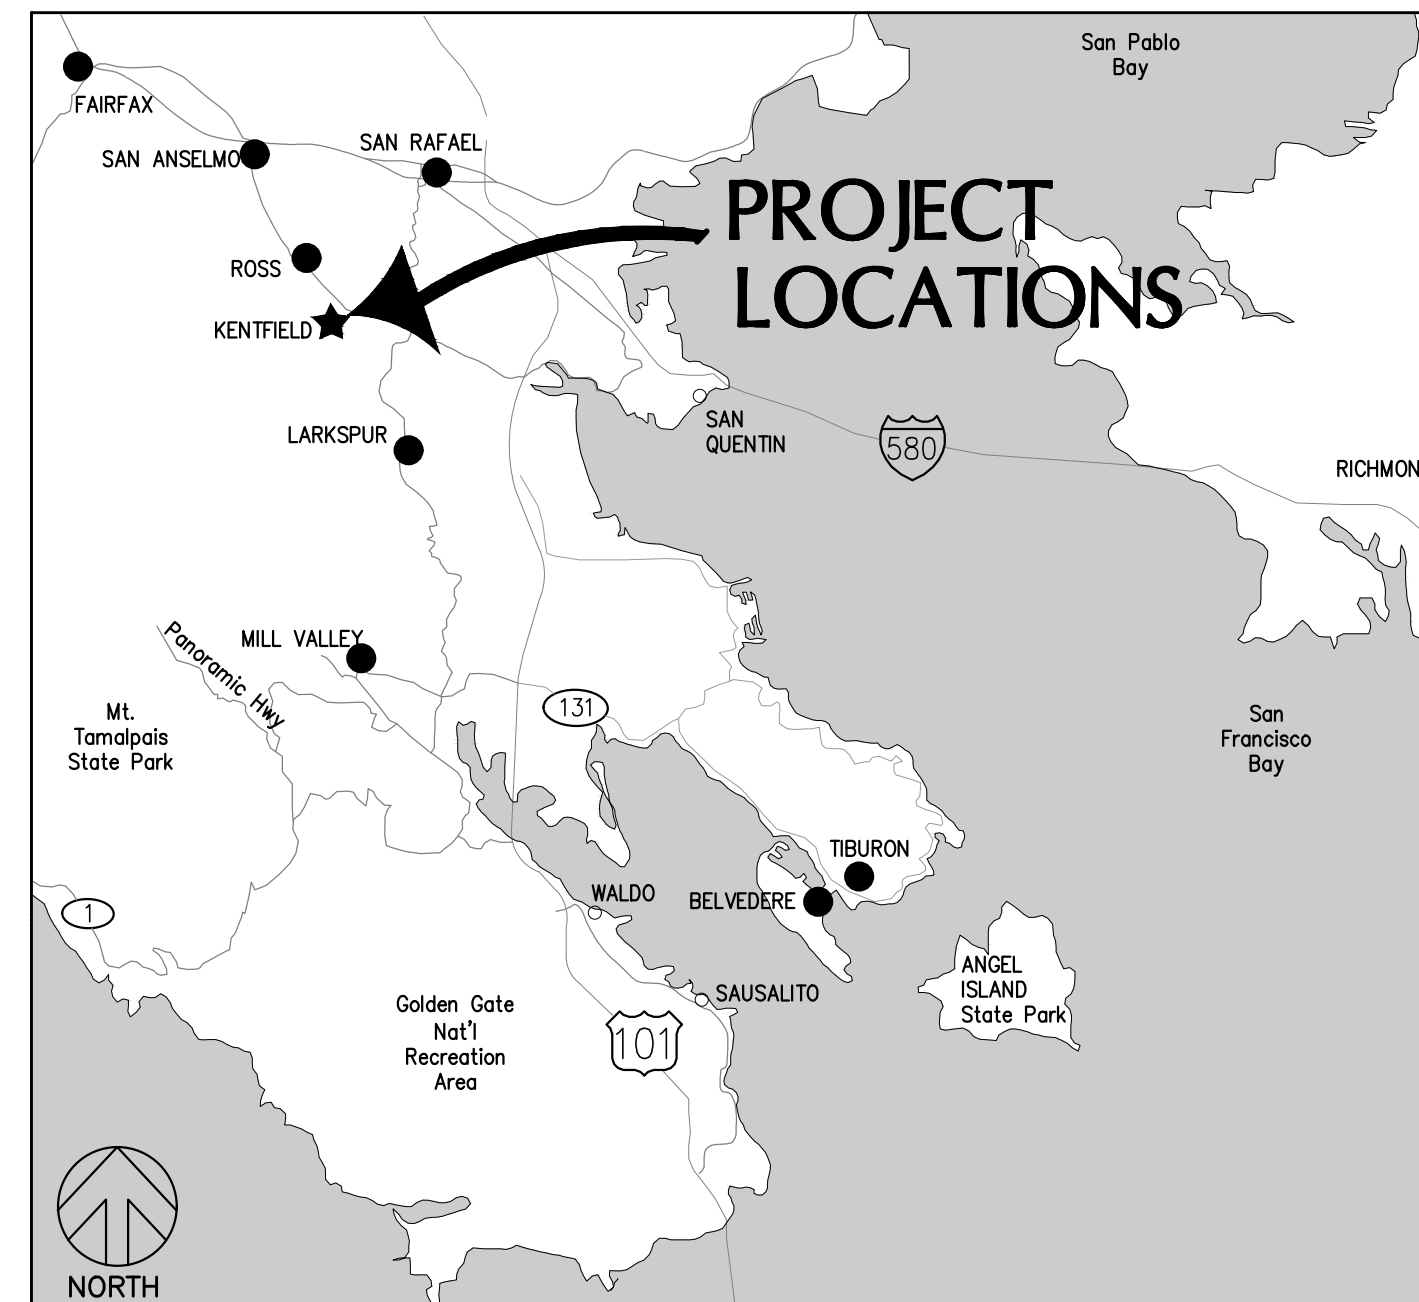 San Pablo
Bay
FAIRFAX
SAN RAFAEL
SAN ANSELMO
PROJECT
LOCATIONS
ROSS
KENTFIELD
SAN
QUENTIN
580
LARKSPUR
RICHMON
Panoramic Hwy
MILL VALLEY
131
Mt.
Tamalpais
State Park
San
Francisco
Bay
TIBURON
BELVEDERE
WALDO
1
ANGEL
ISLAND
State Park
SAUSALITO
Golden Gate
Nat'l
Recreation
Area
101
NORTH